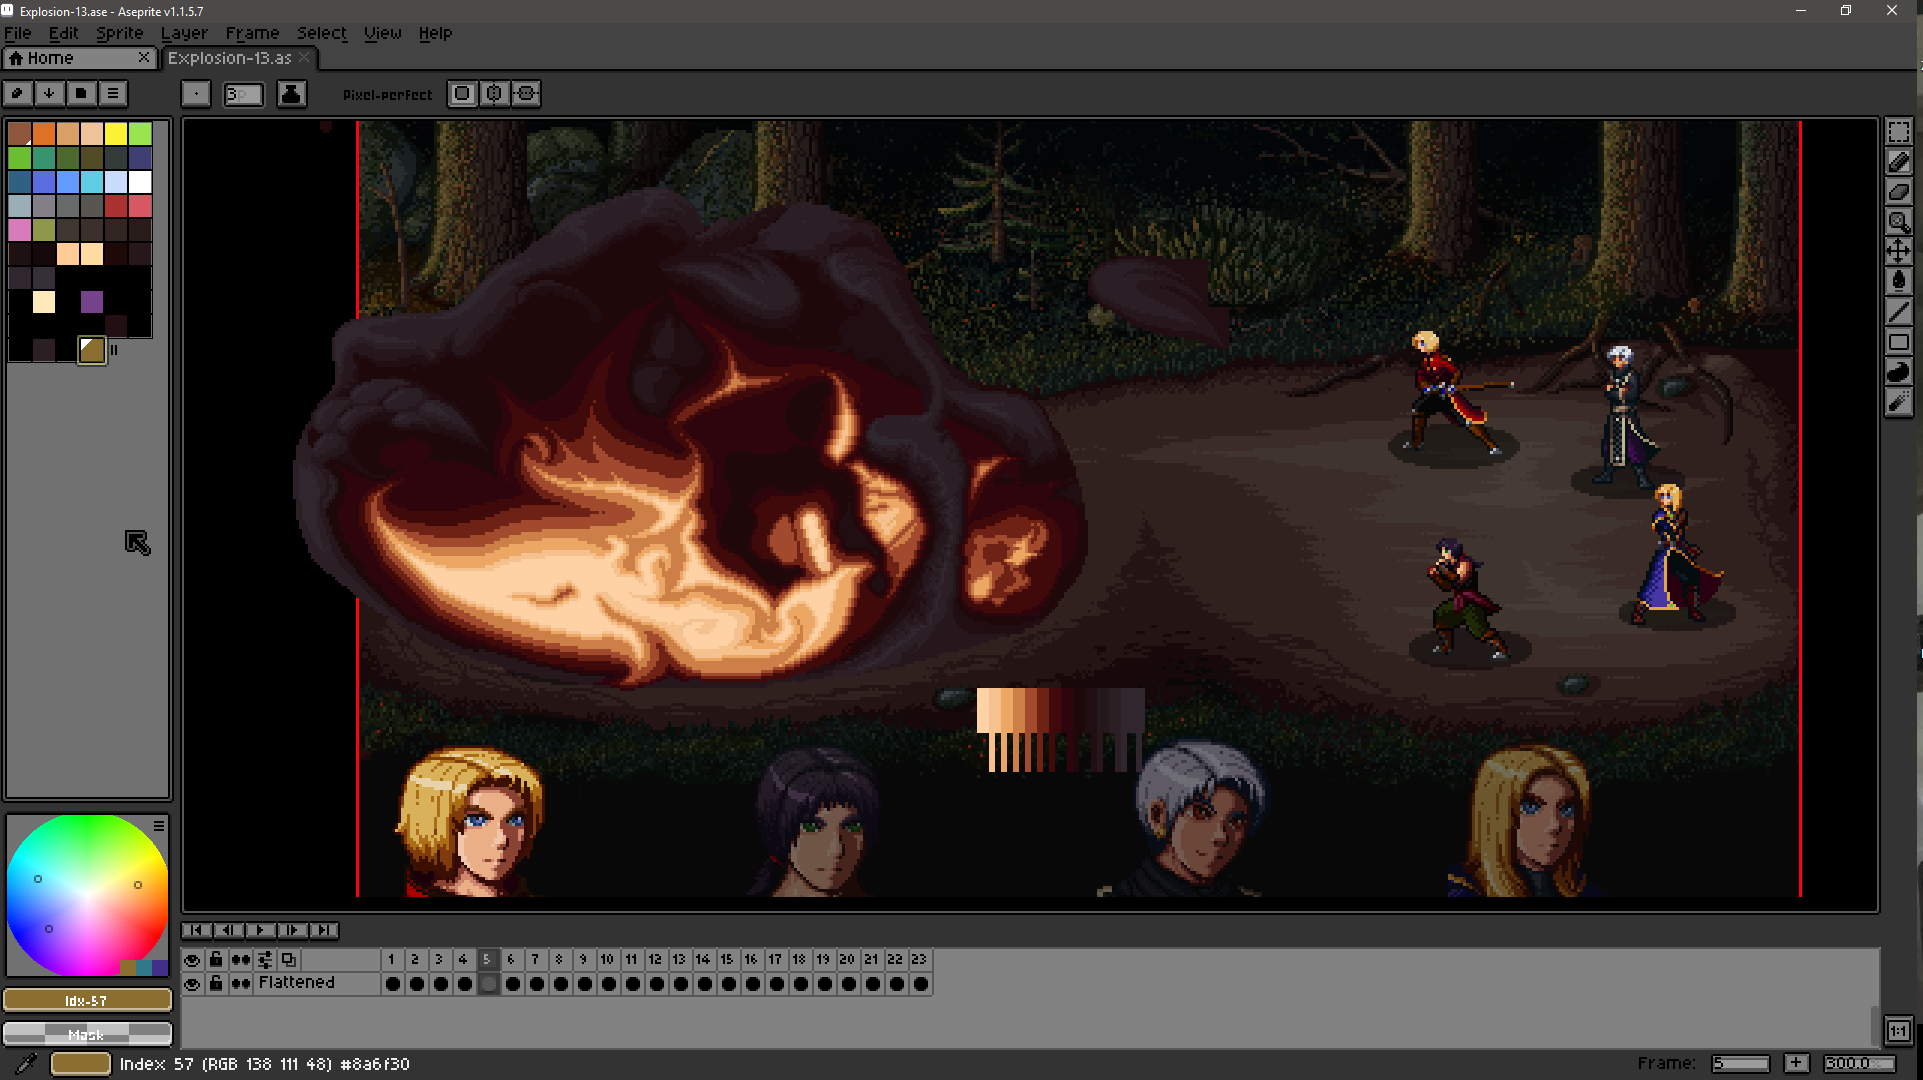 Explosion-13.ase - Aseprite v1.1.5.7
File Edit Sprite Layer Frame Select View Help
Home
Explosion-13.as
3p
Pixel-perfect
1 2 3 4 5 6 7 8 9 10 11 12 13 14 15 16 17 18 19 20 21 22 23
Flattened
Idx-57
Mask
1:1
Index 57 (RGB 138 111 48) #8a6f30
Frame: 5
+
300.0